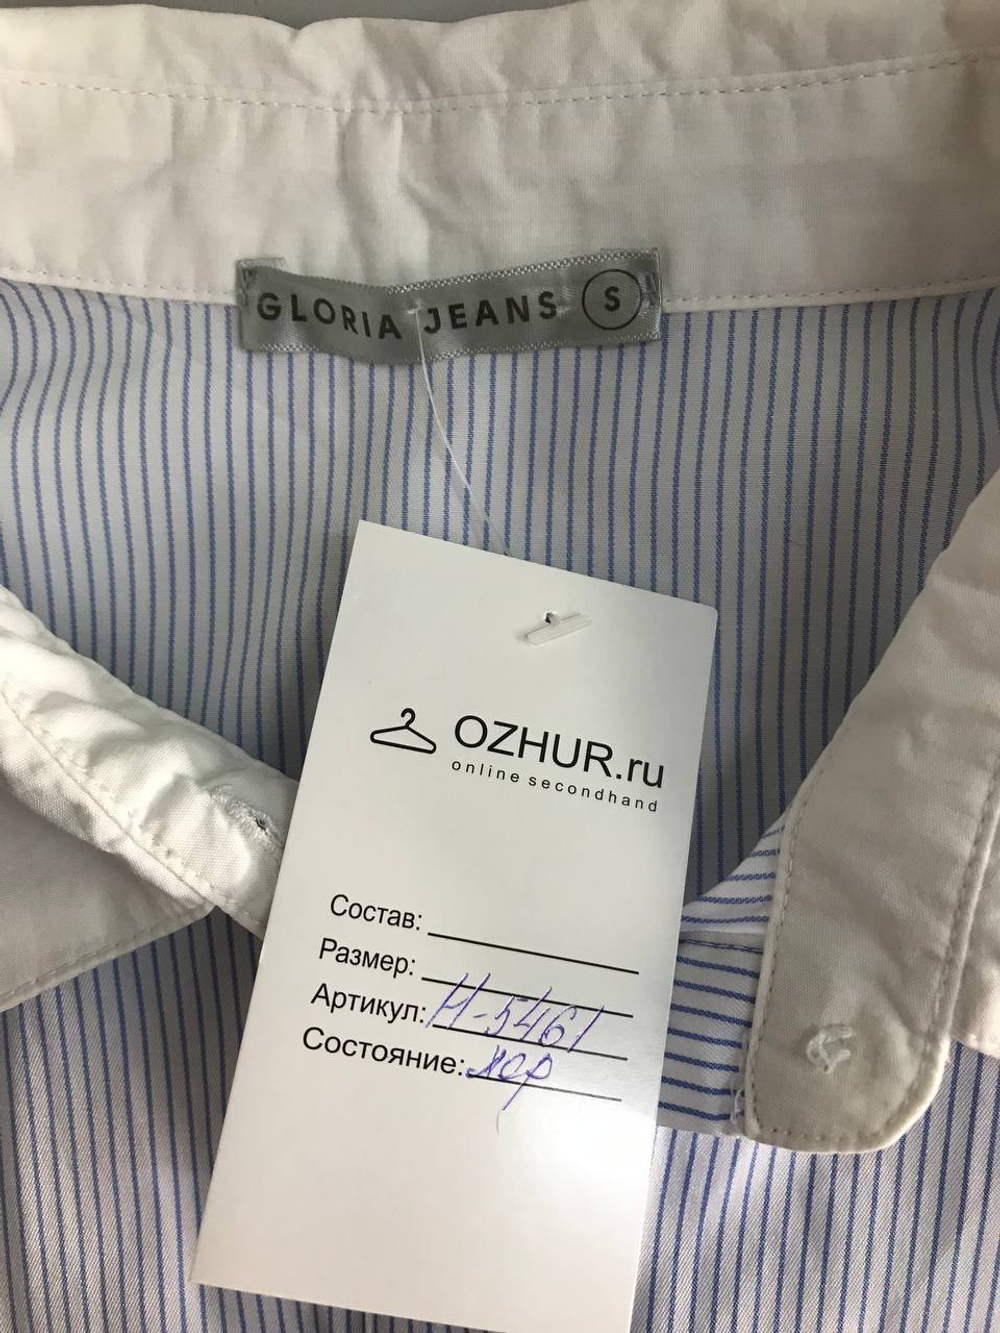 GLORIA JEANS S
OZHUR.ru
online secondhand
Состав:
Размер:
Артикул: Н-5461
Состояние: хор